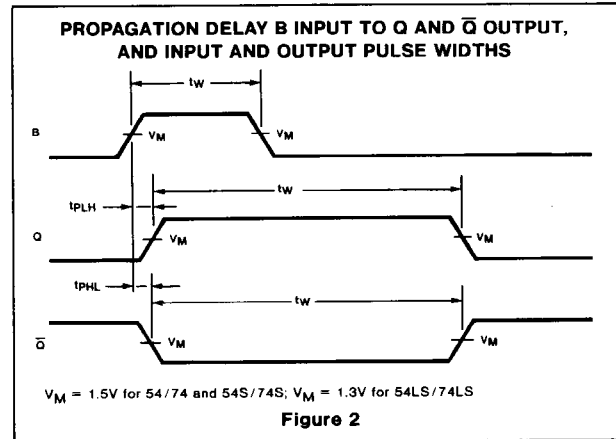 PROPAGATION DELAY B INPUT TO Q AND Q̅ OUTPUT,
AND INPUT AND OUTPUT PULSE WIDTHS
tW
B
VM
VM
tPLH
tW
Q
VM
VM
tPHL
tW
Q̅
VM
VM
VM = 1.5V for 54/74 and 54S/74S; VM = 1.3V for 54LS/74LS
Figure 2